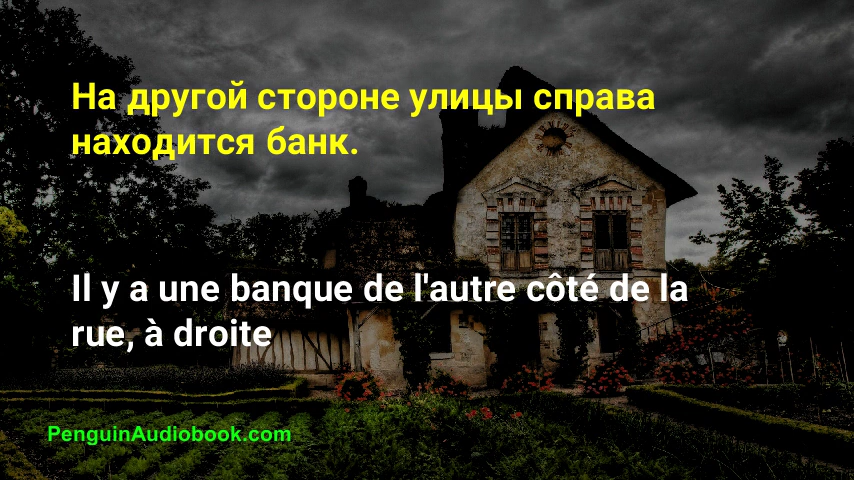 На другой стороне улицы справа
находится банк.
Il y a une banque de l'autre côté de la
rue, à droite
PenguinAudiobook.com